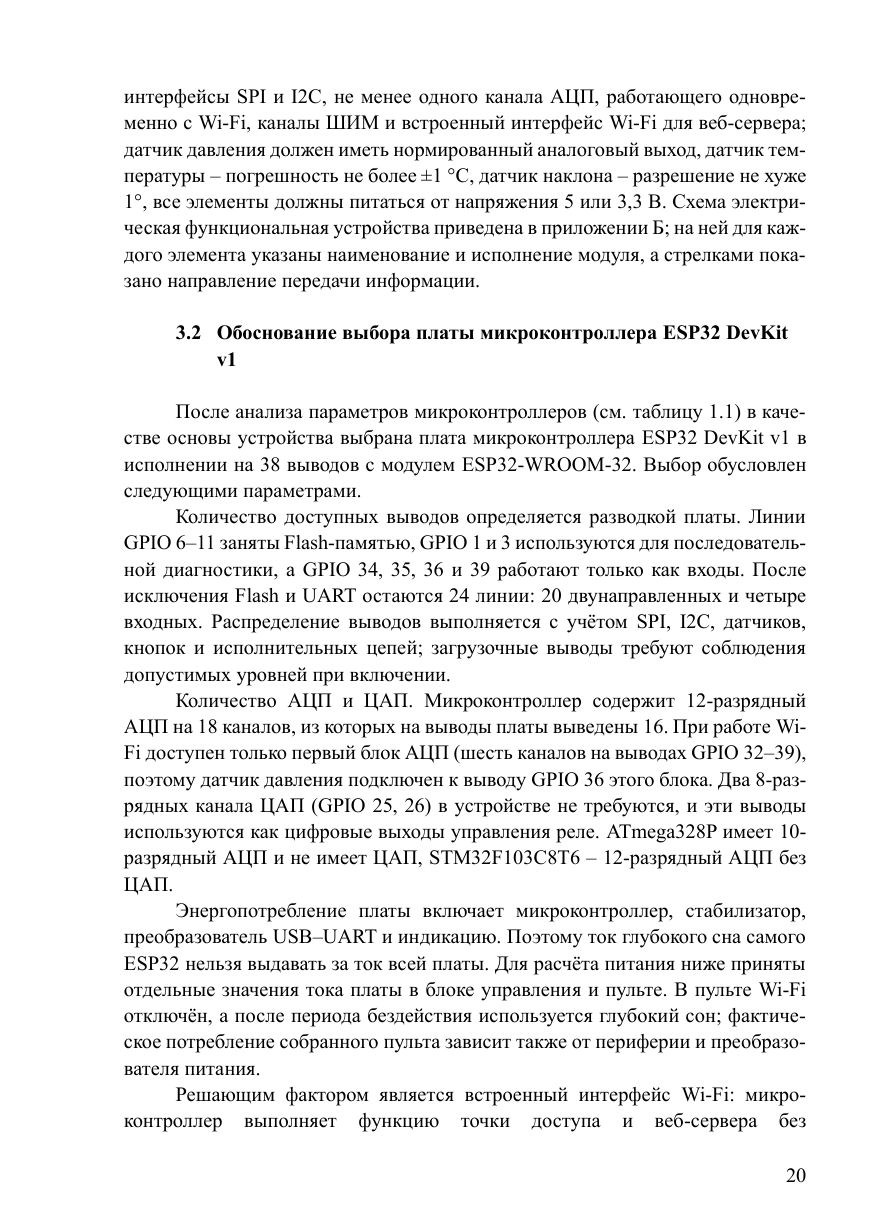 интерфейсы SPI и I2C, не менее одного канала АЦП, работающего одновре-
менно с Wi-Fi, каналы ШИМ и встроенный интерфейс Wi-Fi для веб-сервера;
датчик давления должен иметь нормированный аналоговый выход, датчик тем-
пературы – погрешность не более ±1 °С, датчик наклона – разрешение не хуже
1°, все элементы должны питаться от напряжения 5 или 3,3 В. Схема электри-
ческая функциональная устройства приведена в приложении Б; на ней для каж-
дого элемента указаны наименование и исполнение модуля, а стрелками пока-
зано направление передачи информации.
3.2 Обоснование выбора платы микроконтроллера ESP32 DevKit
v1
После анализа параметров микроконтроллеров (см. таблицу 1.1) в каче-
стве основы устройства выбрана плата микроконтроллера ESP32 DevKit v1 в
исполнении на 38 выводов с модулем ESP32-WROOM-32. Выбор обусловлен
следующими параметрами.
Количество доступных выводов определяется разводкой платы. Линии
GPIO 6–11 заняты Flash-памятью, GPIO 1 и 3 используются для последователь-
ной диагностики, а GPIO 34, 35, 36 и 39 работают только как входы. После
исключения Flash и UART остаются 24 линии: 20 двунаправленных и четыре
входных. Распределение выводов выполняется с учётом SPI, I2C, датчиков,
кнопок и исполнительных цепей; загрузочные выводы требуют соблюдения
допустимых уровней при включении.
Количество АЦП и ЦАП. Микроконтроллер содержит 12-разрядный
АЦП на 18 каналов, из которых на выводы платы выведены 16. При работе Wi-
Fi доступен только первый блок АЦП (шесть каналов на выводах GPIO 32–39),
поэтому датчик давления подключен к выводу GPIO 36 этого блока. Два 8-раз-
рядных канала ЦАП (GPIO 25, 26) в устройстве не требуются, и эти выводы
используются как цифровые выходы управления реле. ATmega328P имеет 10-
разрядный АЦП и не имеет ЦАП, STM32F103C8T6 – 12-разрядный АЦП без
ЦАП.
Энергопотребление платы включает микроконтроллер, стабилизатор,
преобразователь USB–UART и индикацию. Поэтому ток глубокого сна самого
ESP32 нельзя выдавать за ток всей платы. Для расчёта питания ниже приняты
отдельные значения тока платы в блоке управления и пульте. В пульте Wi-Fi
отключён, а после периода бездействия используется глубокий сон; фактиче-
ское потребление собранного пульта зависит также от периферии и преобразо-
вателя питания.
Решающим фактором является встроенный интерфейс Wi-Fi: микро-
контроллер выполняет функцию точки доступа и веб-сервера без
20